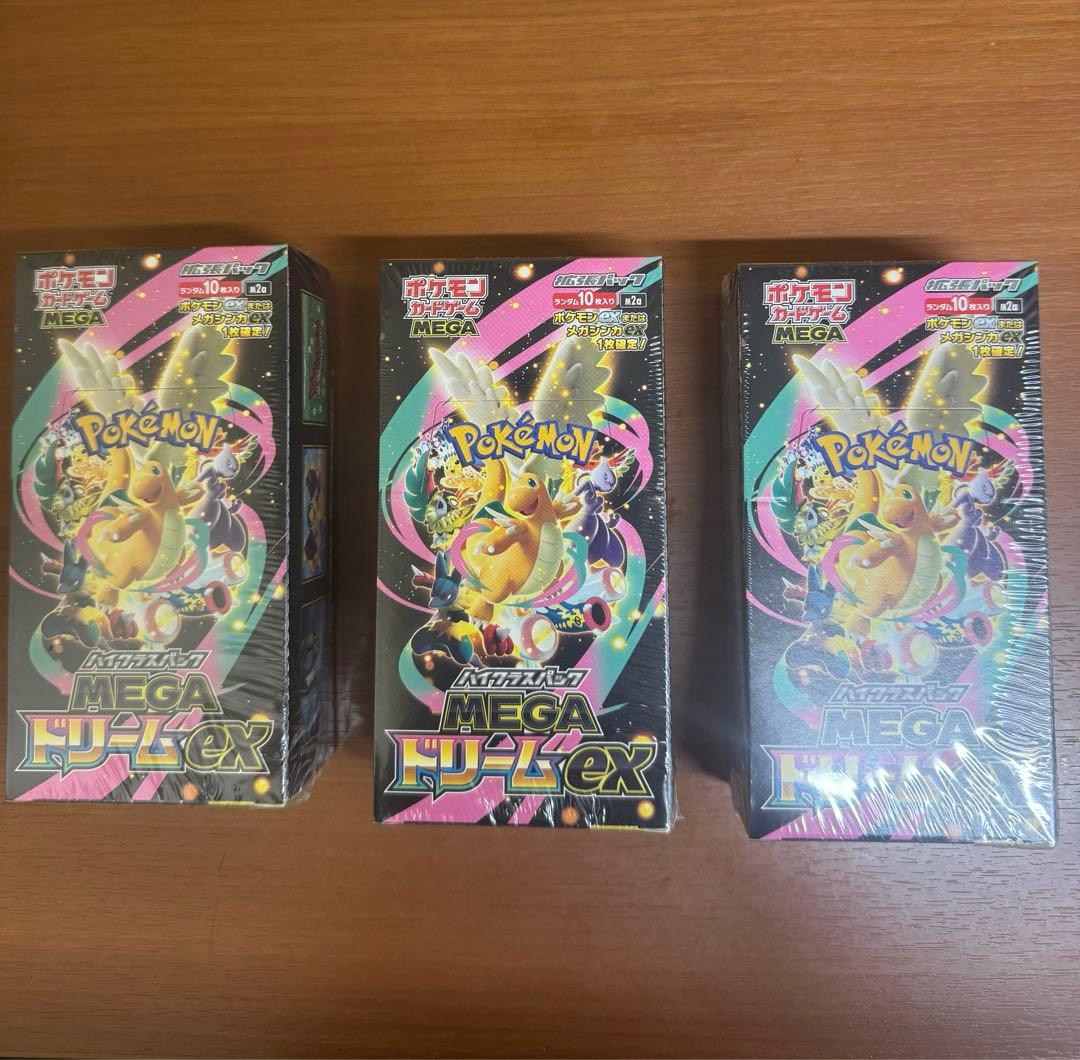 ポケモン
カードゲーム
MEGA
拡張パック
ランダム10枚入り
M2a
ポケモンexまたは
メガシンカex
1枚確定!
POKéMON
ハイクラスパック
MEGA
ドリームex
ポケモン
カードゲーム
MEGA
拡張パック
ランダム10枚入り
M2a
ポケモンexまたは
メガシンカex
1枚確定!
POKéMON
ハイクラスパック
MEGA
ドリームex
ポケモン
カードゲーム
MEGA
拡張パック
ランダム10枚入り
M2a
ポケモンexまたは
メガシンカex
1枚確定!
POKéMON
ハイクラスパック
MEGA
ドリームex